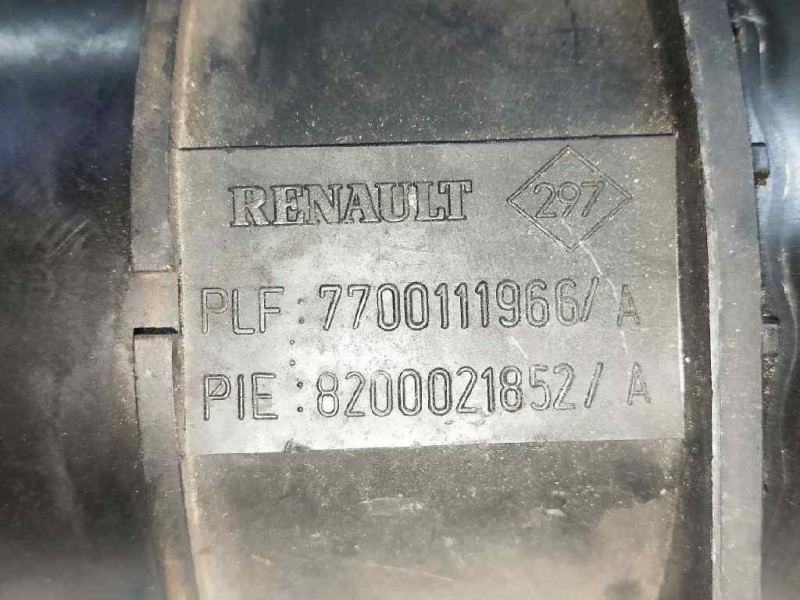 RENAULT 297
PLF : 7700111966/ A
PIE : 8200021852/ A